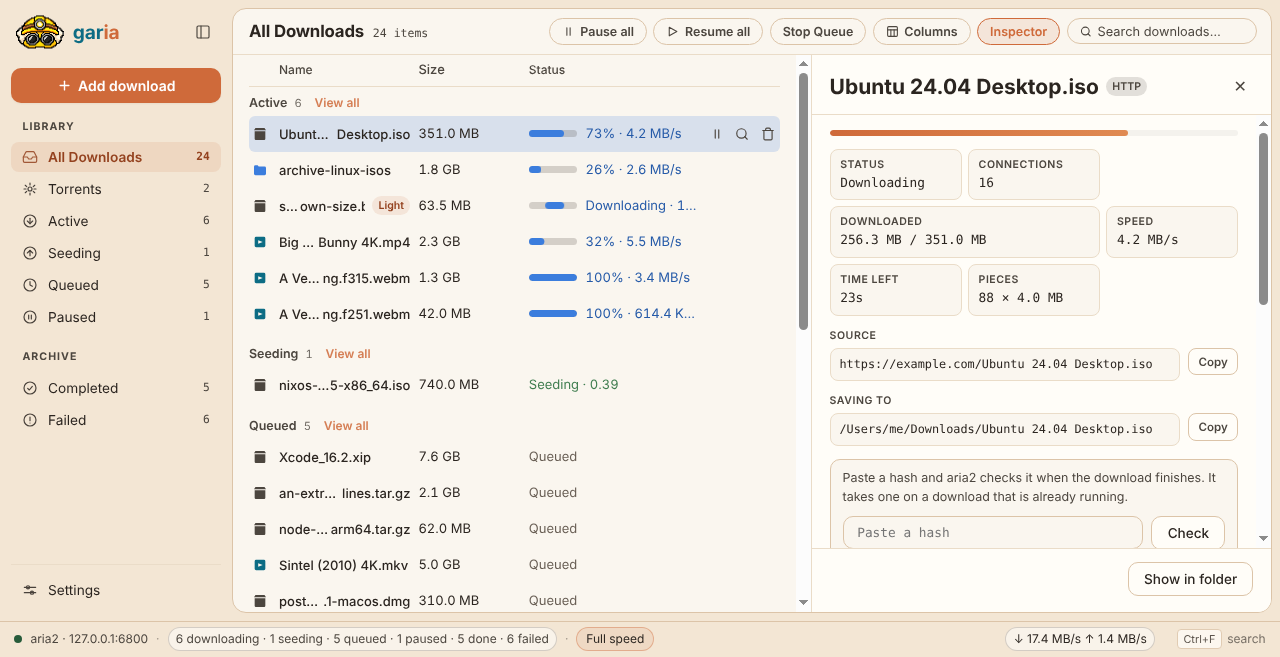 garia
All Downloads 24 items
Pause all
Resume all
Stop Queue
Columns
Inspector
Search downloads...
Add download
LIBRARY
All Downloads 24
Torrents 2
Active 6
Seeding 1
Queued 5
Paused 1
ARCHIVE
Completed 5
Failed 6
Settings
Name Size Status
Active 6 View all
Ubunt... Desktop.iso 351.0 MB 73% · 4.2 MB/s
archive-linux-isos 1.8 GB 26% · 2.6 MB/s
s... own-size.t Light 63.5 MB Downloading · 1...
Big ... Bunny 4K.mp4 2.3 GB 32% · 5.5 MB/s
A Ve... ng.f315.webm 1.3 GB 100% · 3.4 MB/s
A Ve... ng.f251.webm 42.0 MB 100% · 614.4 K...
Seeding 1 View all
nixos-...5-x86_64.iso 740.0 MB Seeding · 0.39
Queued 5 View all
Xcode_16.2.xip 7.6 GB Queued
an-extr... lines.tar.gz 2.1 GB Queued
node-... arm64.tar.gz 62.0 MB Queued
Sintel (2010) 4K.mkv 5.0 GB Queued
post... .1-macos.dmg 310.0 MB Queued
Ubuntu 24.04 Desktop.iso HTTP
STATUS
Downloading
CONNECTIONS
16
DOWNLOADED
256.3 MB / 351.0 MB
SPEED
4.2 MB/s
TIME LEFT
23s
PIECES
88 × 4.0 MB
SOURCE
https://example.com/Ubuntu 24.04 Desktop.iso Copy
SAVING TO
/Users/me/Downloads/Ubuntu 24.04 Desktop.iso Copy
Paste a hash and aria2 checks it when the download finishes. It
takes one on a download that is already running.
Paste a hash Check
Show in folder
aria2 · 127.0.0.1:6800 · 6 downloading · 1 seeding · 5 queued · 1 paused · 5 done · 6 failed · Full speed
↓ 17.4 MB/s ↑ 1.4 MB/s Ctrl+F search